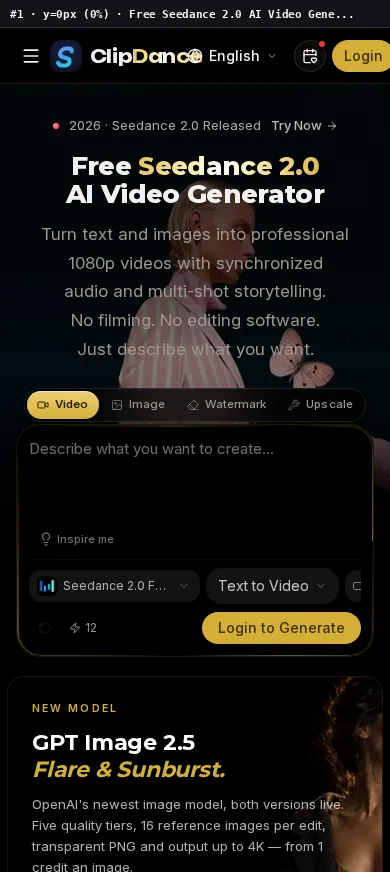 #1 · y=0px (0%) · Free Seedance 2.0 AI Video Gene...
ClipDance
English
Login
2026 · Seedance 2.0 Released Try Now →
Free Seedance 2.0
AI Video Generator
Turn text and images into professional
1080p videos with synchronized
audio and multi-shot storytelling.
No filming. No editing software.
Just describe what you want.
Video Image Watermark Upscale
Describe what you want to create...
Inspire me
Seedance 2.0 F... Text to Video
12 Login to Generate
NEW MODEL
GPT Image 2.5
Flare & Sunburst.
OpenAI's newest image model, both versions live.
Five quality tiers, 16 reference images per edit,
transparent PNG and output up to 4K — from 1
credit an image.